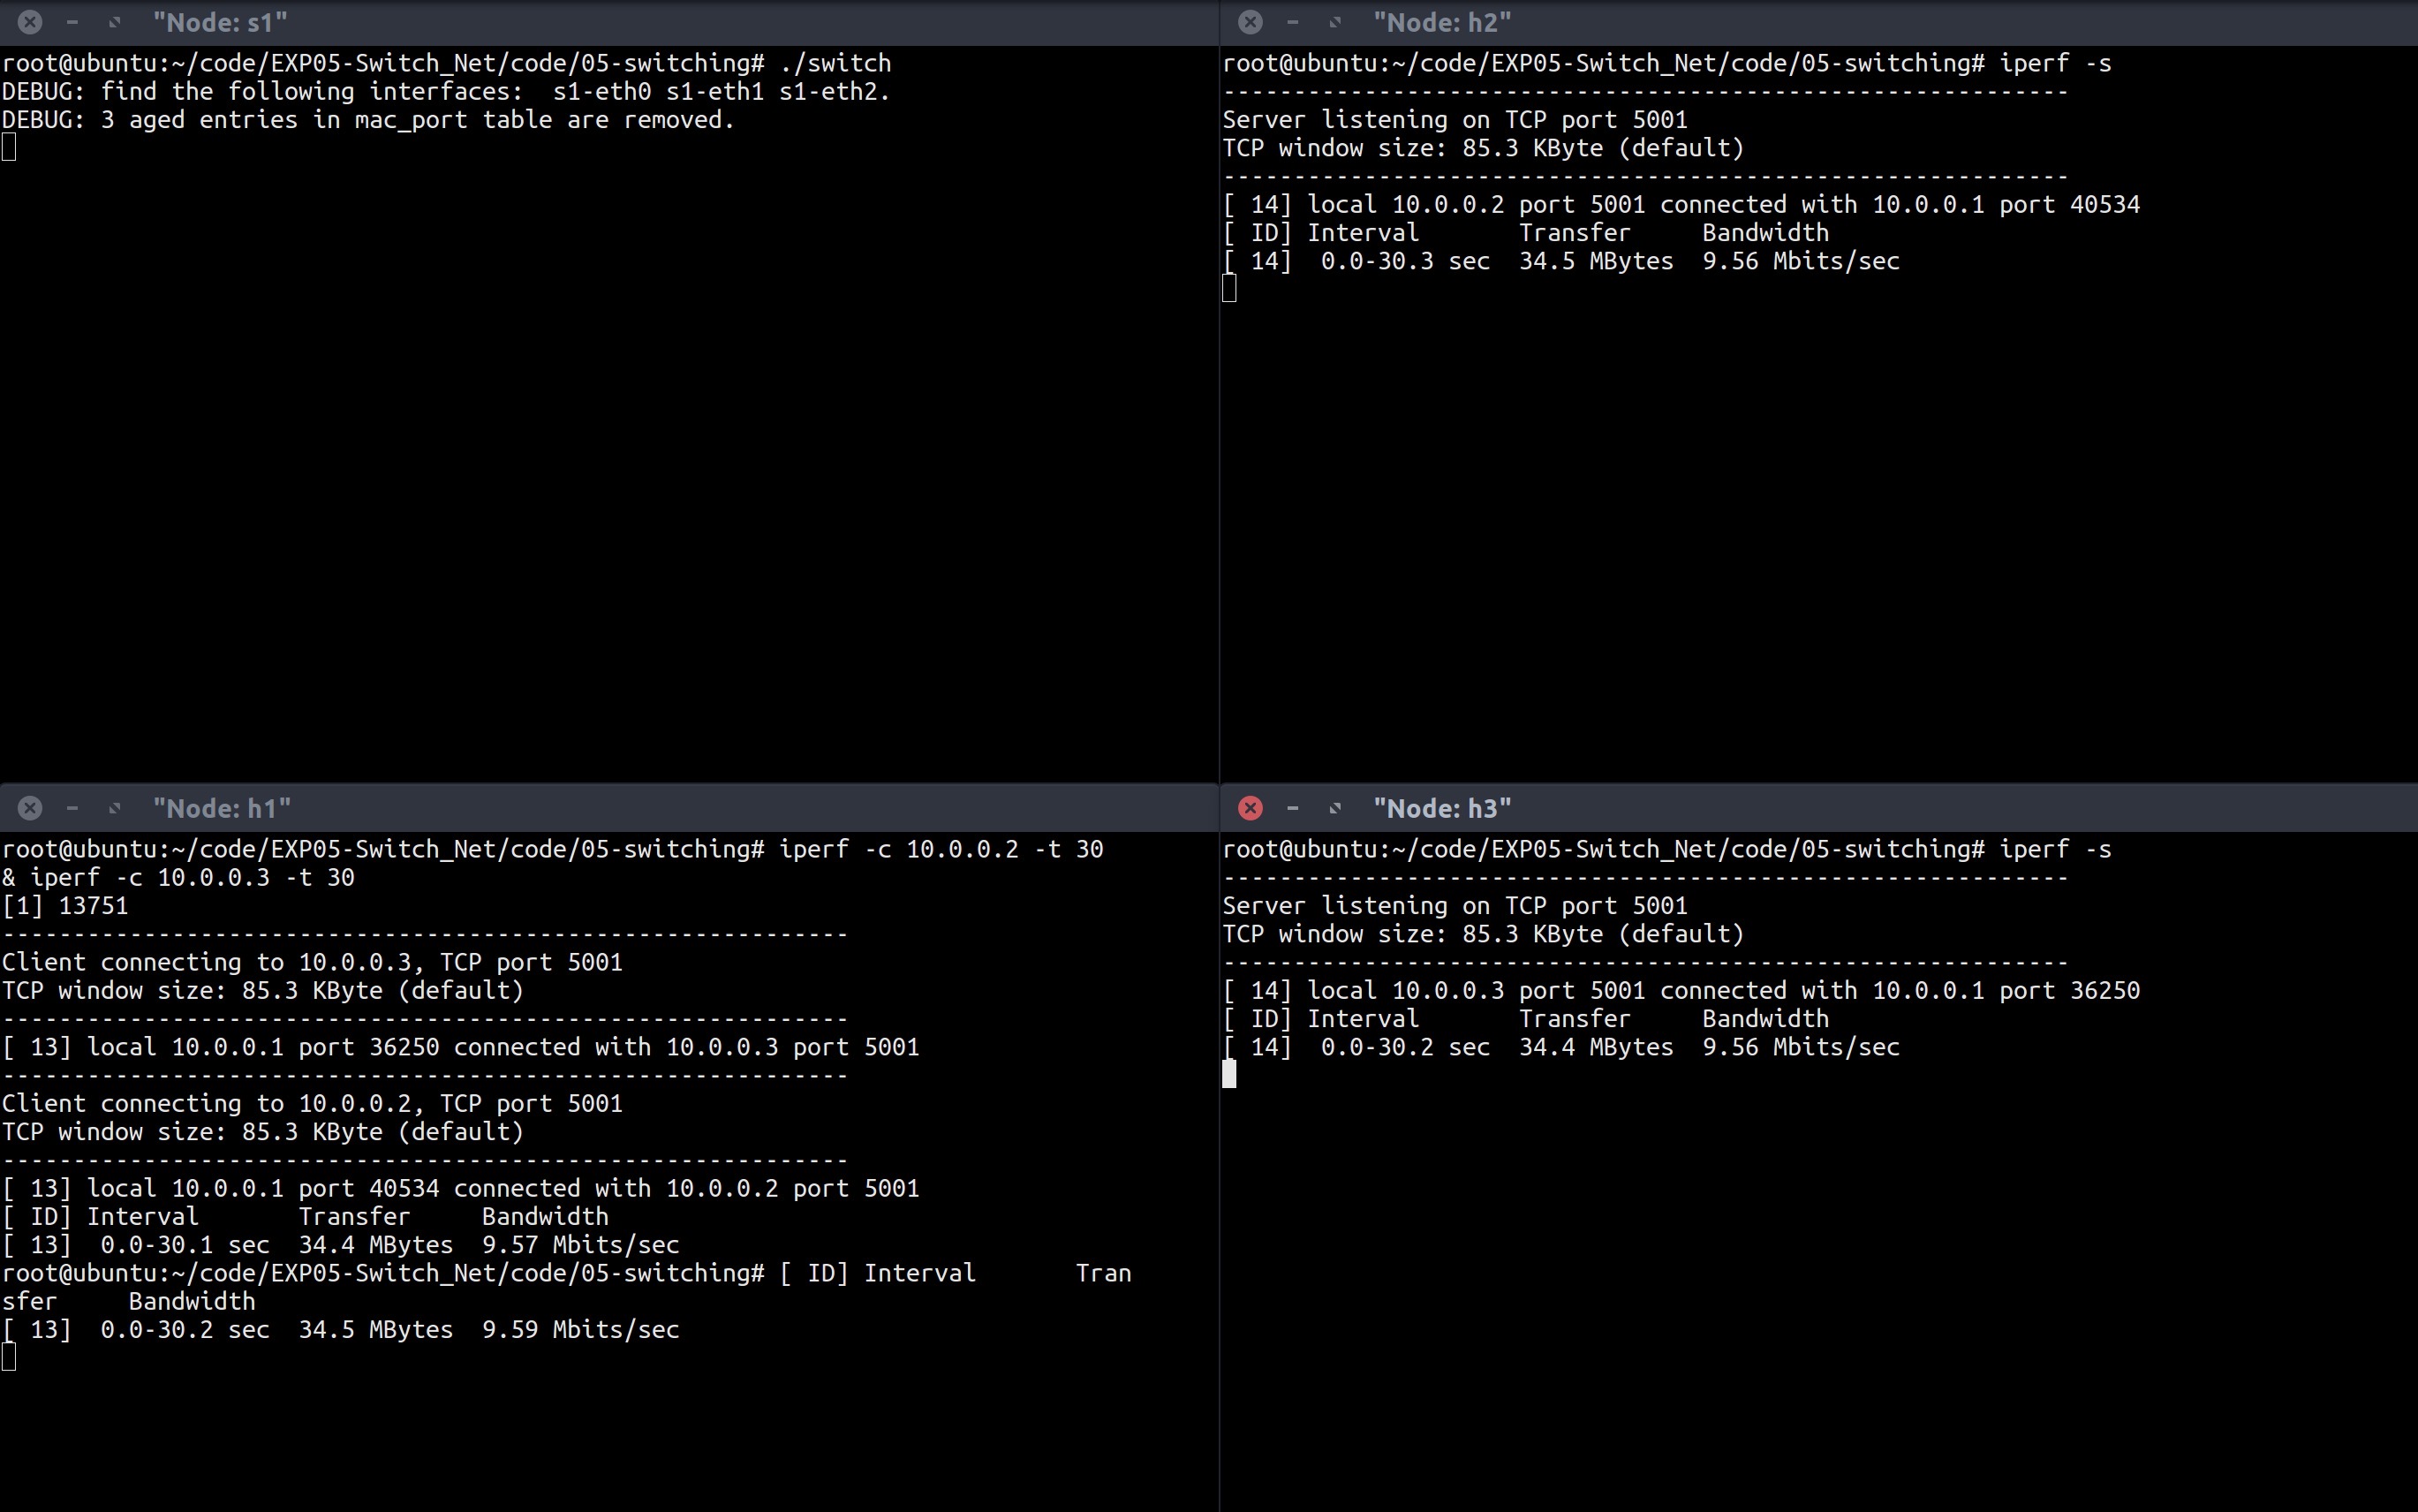 "Node: s1"
root@ubuntu:~/code/EXP05-Switch_Net/code/05-switching# ./switch
DEBUG: find the following interfaces:  s1-eth0 s1-eth1 s1-eth2.
DEBUG: 3 aged entries in mac_port table are removed.
"Node: h2"
root@ubuntu:~/code/EXP05-Switch_Net/code/05-switching# iperf -s
------------------------------------------------------------
Server listening on TCP port 5001
TCP window size: 85.3 KByte (default)
------------------------------------------------------------
[ 14] local 10.0.0.2 port 5001 connected with 10.0.0.1 port 40534
[ ID] Interval       Transfer     Bandwidth
[ 14]  0.0-30.3 sec  34.5 MBytes  9.56 Mbits/sec
"Node: h1"
root@ubuntu:~/code/EXP05-Switch_Net/code/05-switching# iperf -c 10.0.0.2 -t 30
& iperf -c 10.0.0.3 -t 30
[1] 13751
------------------------------------------------------------
Client connecting to 10.0.0.3, TCP port 5001
TCP window size: 85.3 KByte (default)
------------------------------------------------------------
[ 13] local 10.0.0.1 port 36250 connected with 10.0.0.3 port 5001
------------------------------------------------------------
Client connecting to 10.0.0.2, TCP port 5001
TCP window size: 85.3 KByte (default)
------------------------------------------------------------
[ 13] local 10.0.0.1 port 40534 connected with 10.0.0.2 port 5001
[ ID] Interval       Transfer     Bandwidth
[ 13]  0.0-30.1 sec  34.4 MBytes  9.57 Mbits/sec
root@ubuntu:~/code/EXP05-Switch_Net/code/05-switching# [ ID] Interval       Tran
sfer     Bandwidth
[ 13]  0.0-30.2 sec  34.5 MBytes  9.59 Mbits/sec
"Node: h3"
root@ubuntu:~/code/EXP05-Switch_Net/code/05-switching# iperf -s
------------------------------------------------------------
Server listening on TCP port 5001
TCP window size: 85.3 KByte (default)
------------------------------------------------------------
[ 14] local 10.0.0.3 port 5001 connected with 10.0.0.1 port 36250
[ ID] Interval       Transfer     Bandwidth
[ 14]  0.0-30.2 sec  34.4 MBytes  9.56 Mbits/sec